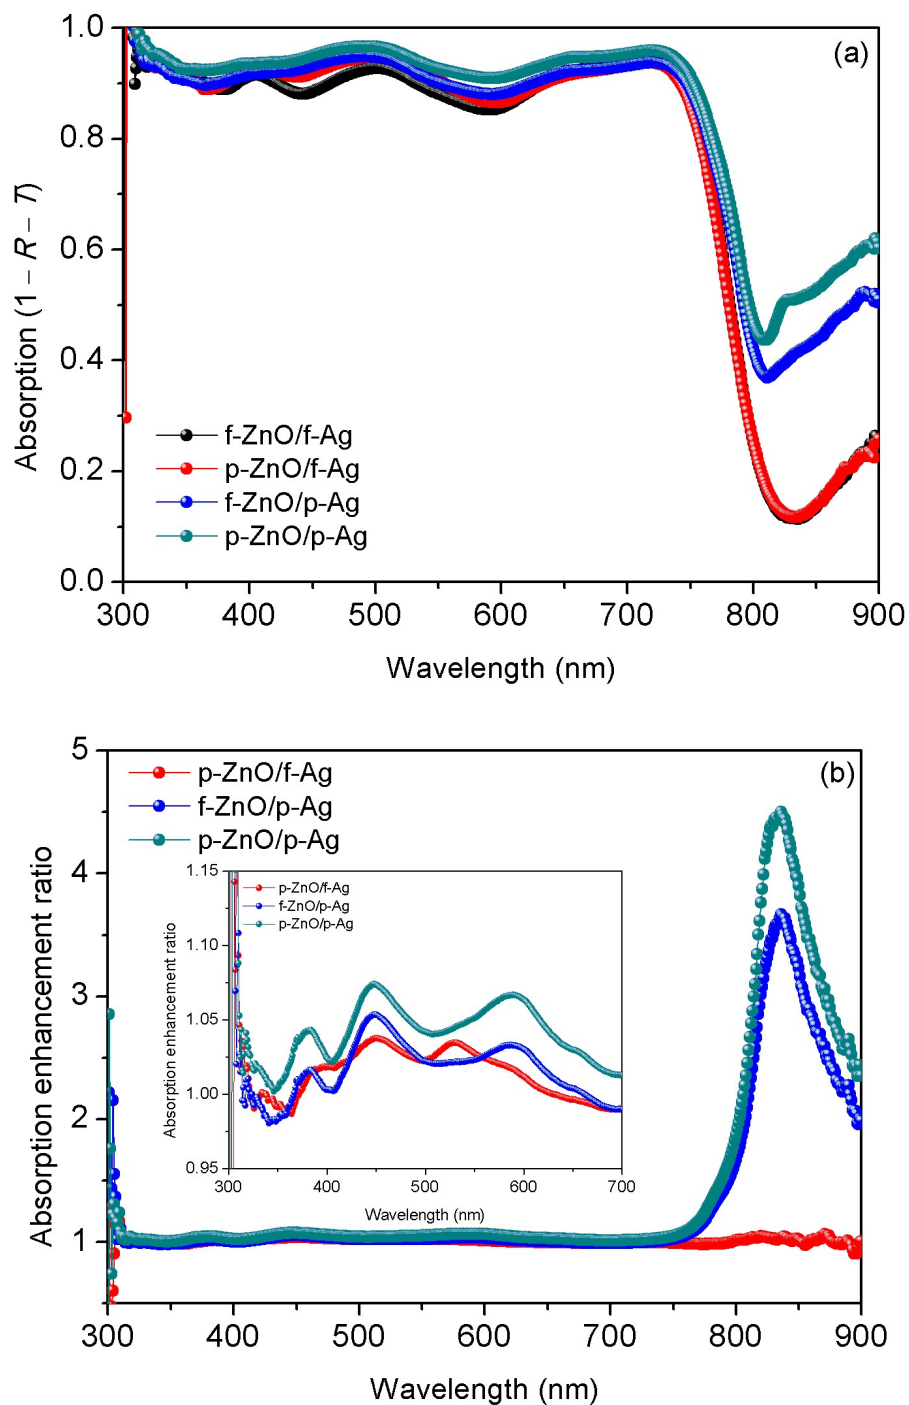 1.0
(a)
0.8
0.6
0.4
0.2
0.0
Absorption (1 – R – T)
f-ZnO/f-Ag
p-ZnO/f-Ag
f-ZnO/p-Ag
p-ZnO/p-Ag
300 400 500 600 700 800 900
Wavelength (nm)
5
4
3
2
1
Absorption enhancement ratio
p-ZnO/f-Ag
f-ZnO/p-Ag
p-ZnO/p-Ag
(b)
1.15
1.10
1.05
1.00
0.95
Absorption enhancement ratio
p-ZnO/f-Ag
f-ZnO/p-Ag
p-ZnO/p-Ag
300 400 500 600 700
Wavelength (nm)
300 400 500 600 700 800 900
Wavelength (nm)